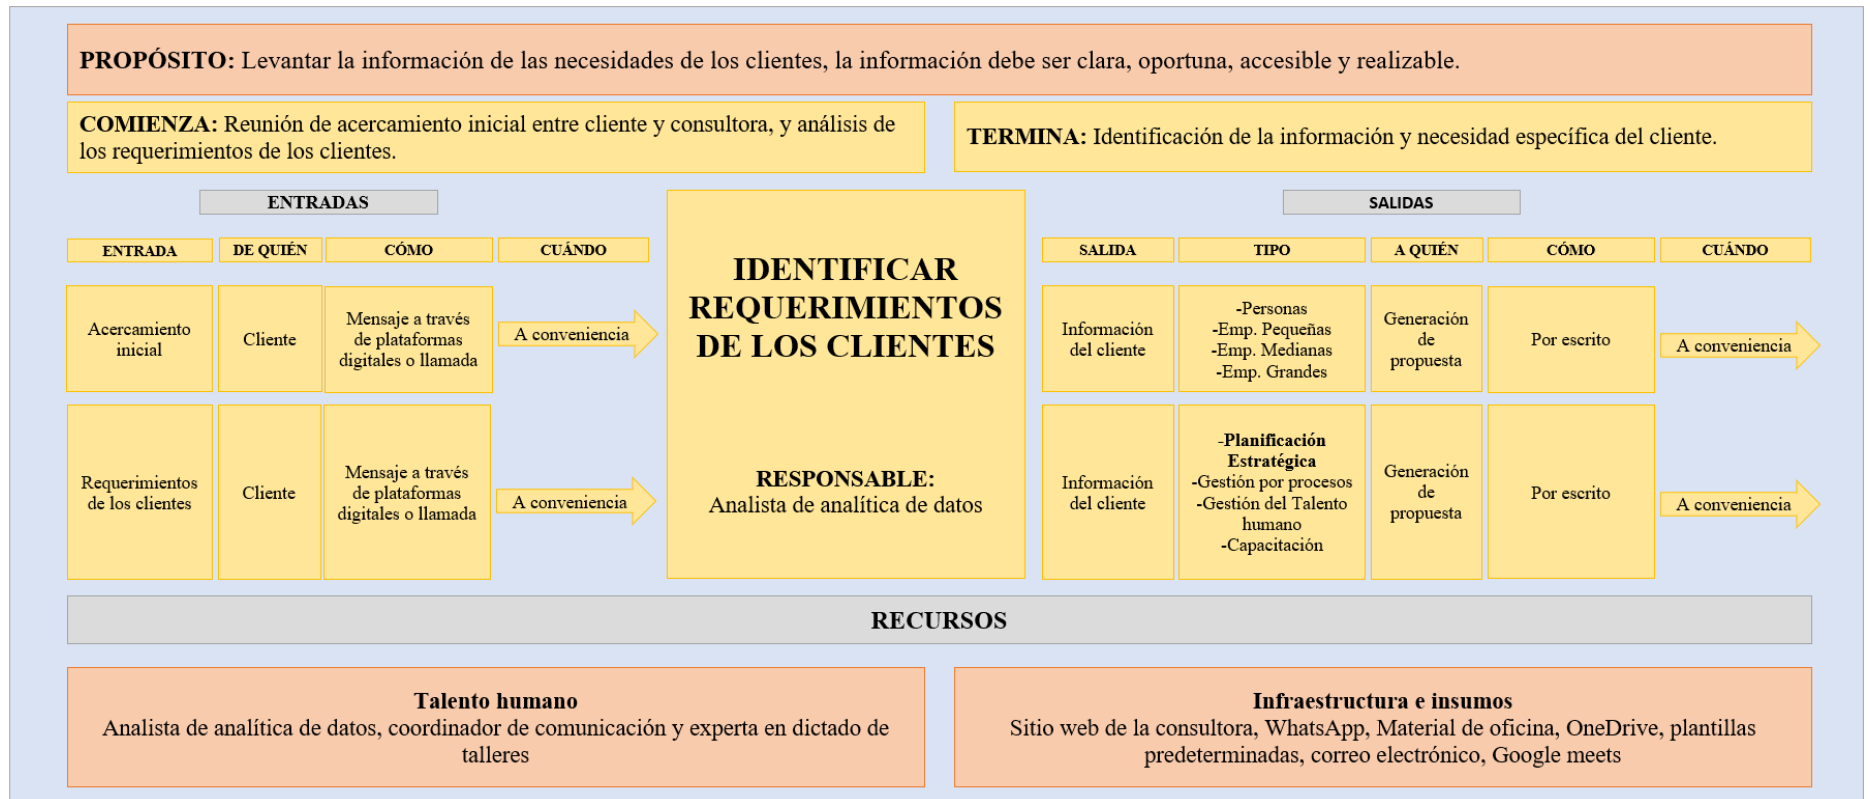 PROPÓSITO: Levantar la información de las necesidades de los clientes, la información debe ser clara, oportuna, accesible y realizable.
COMIENZA: Reunión de acercamiento inicial entre cliente y consultora, y análisis de
los requerimientos de los clientes.
TERMINA: Identificación de la información y necesidad específica del cliente.
ENTRADAS
ENTRADA
DE QUIÉN
CÓMO
CUÁNDO
Acercamiento
inicial
Cliente
Mensaje a través
de plataformas
digitales o llamada
A conveniencia
Requerimientos
de los clientes
Cliente
Mensaje a través
de plataformas
digitales o llamada
A conveniencia
IDENTIFICAR
REQUERIMIENTOS
DE LOS CLIENTES
RESPONSABLE:
Analista de analítica de datos
SALIDAS
SALIDA
TIPO
A QUIÉN
CÓMO
CUÁNDO
Información
del cliente
-Personas
-Emp. Pequeñas
-Emp. Medianas
-Emp. Grandes
Generación
de
propuesta
Por escrito
A conveniencia
Información
del cliente
-Planificación
Estratégica
-Gestión por procesos
-Gestión del Talento
humano
-Capacitación
Generación
de
propuesta
Por escrito
A conveniencia
RECURSOS
Talento humano
Analista de analítica de datos, coordinador de comunicación y experta en dictado de
talleres
Infraestructura e insumos
Sitio web de la consultora, WhatsApp, Material de oficina, OneDrive, plantillas
predeterminadas, correo electrónico, Google meets